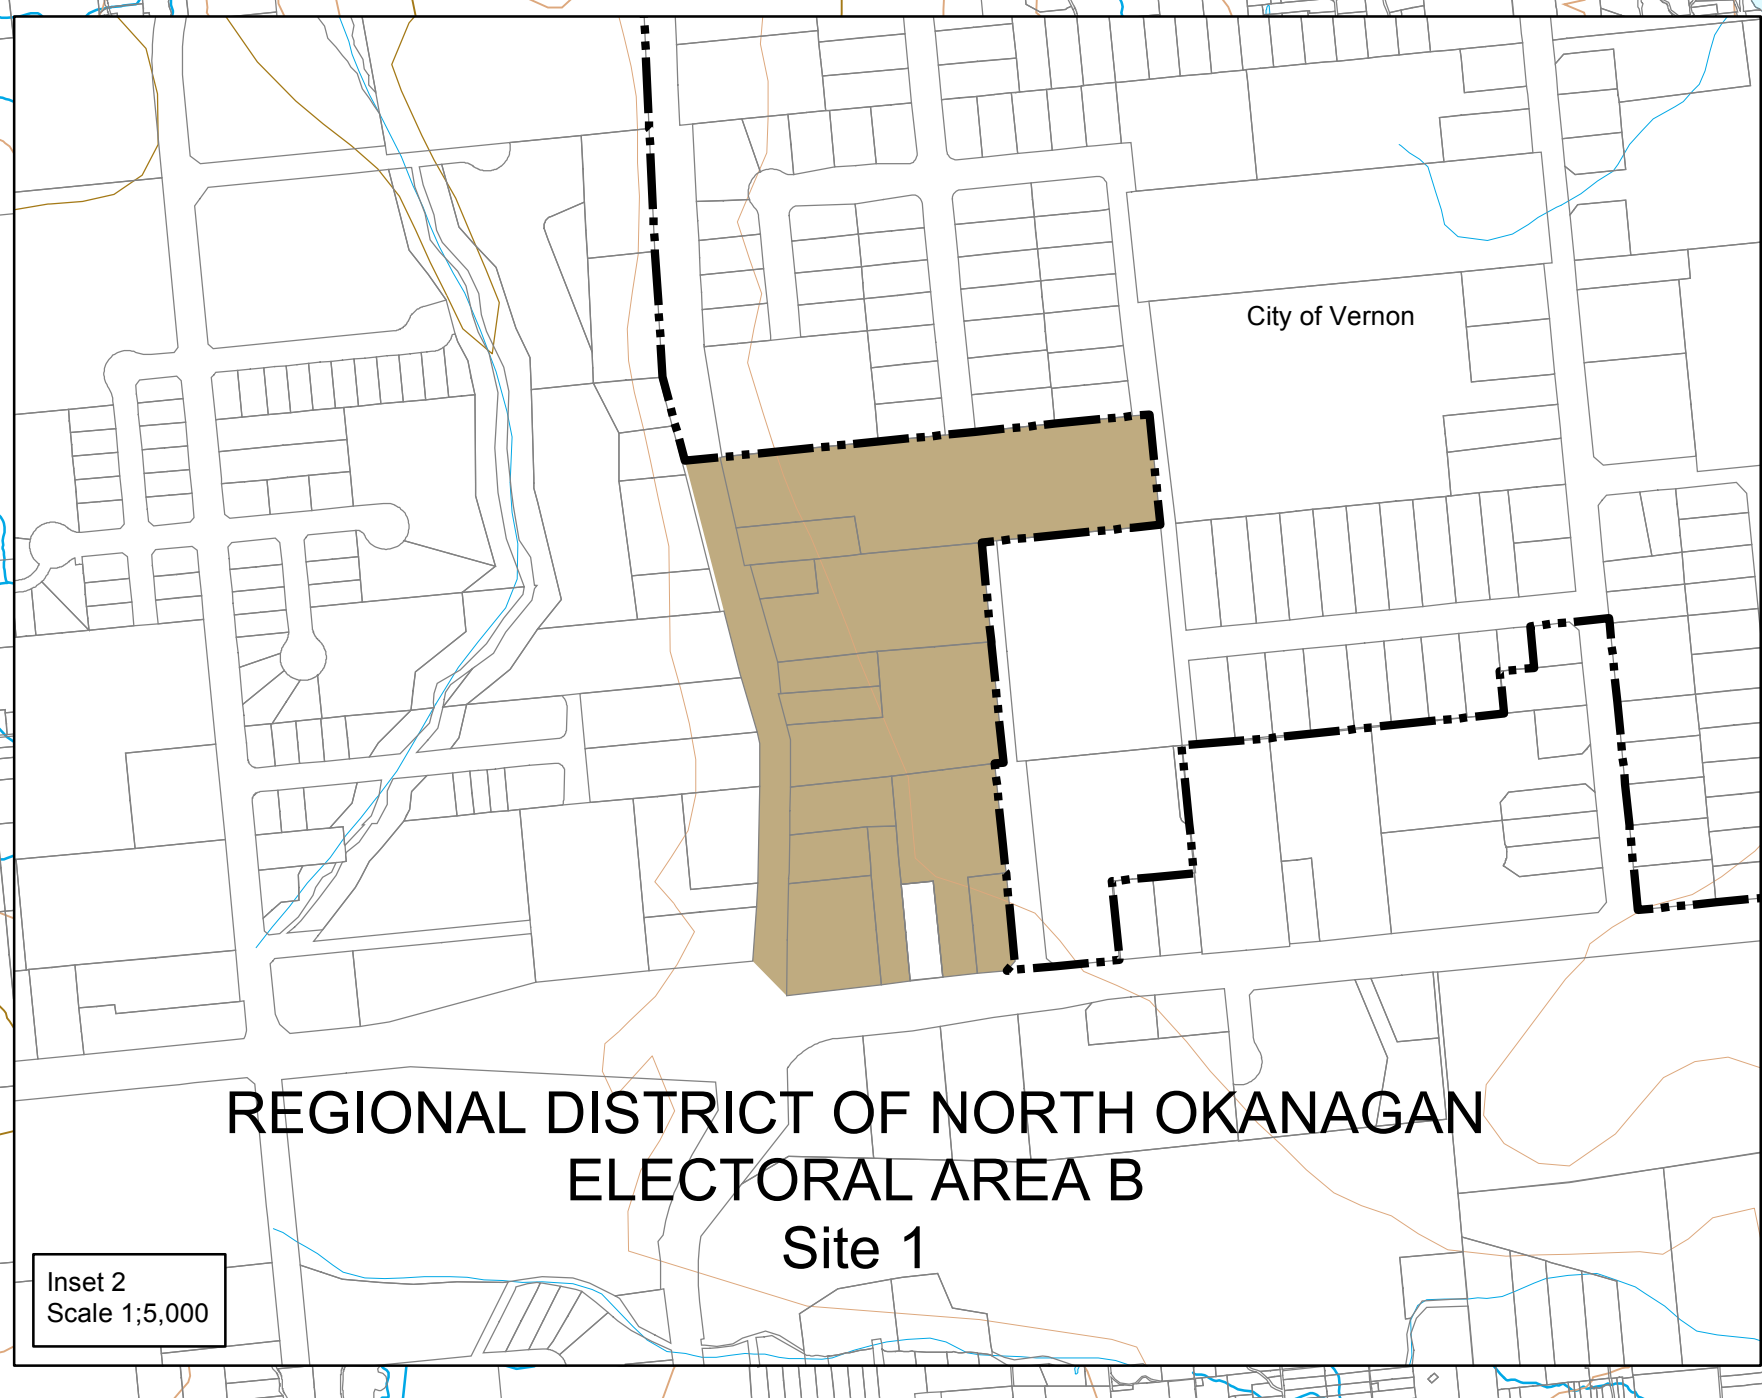 City of Vernon
REGIONAL DISTRICT OF NORTH OKANAGAN
ELECTORAL AREA B
Site 1
Inset 2
Scale 1;5,000